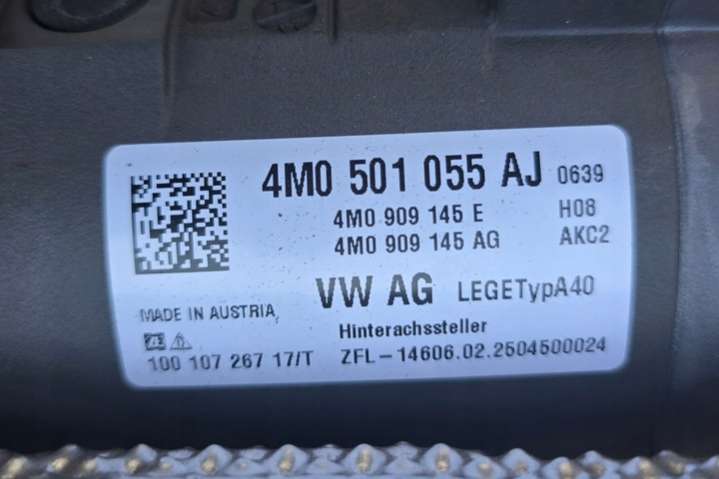 4M0 501 055 AJ 0639
4M0 909 145 E H08
4M0 909 145 AG AKC2
VW AG LEGETypA40
MADE IN AUSTRIA
Hinterachssteller
100 107 267 17/T ZFL-14606.02.2504500024